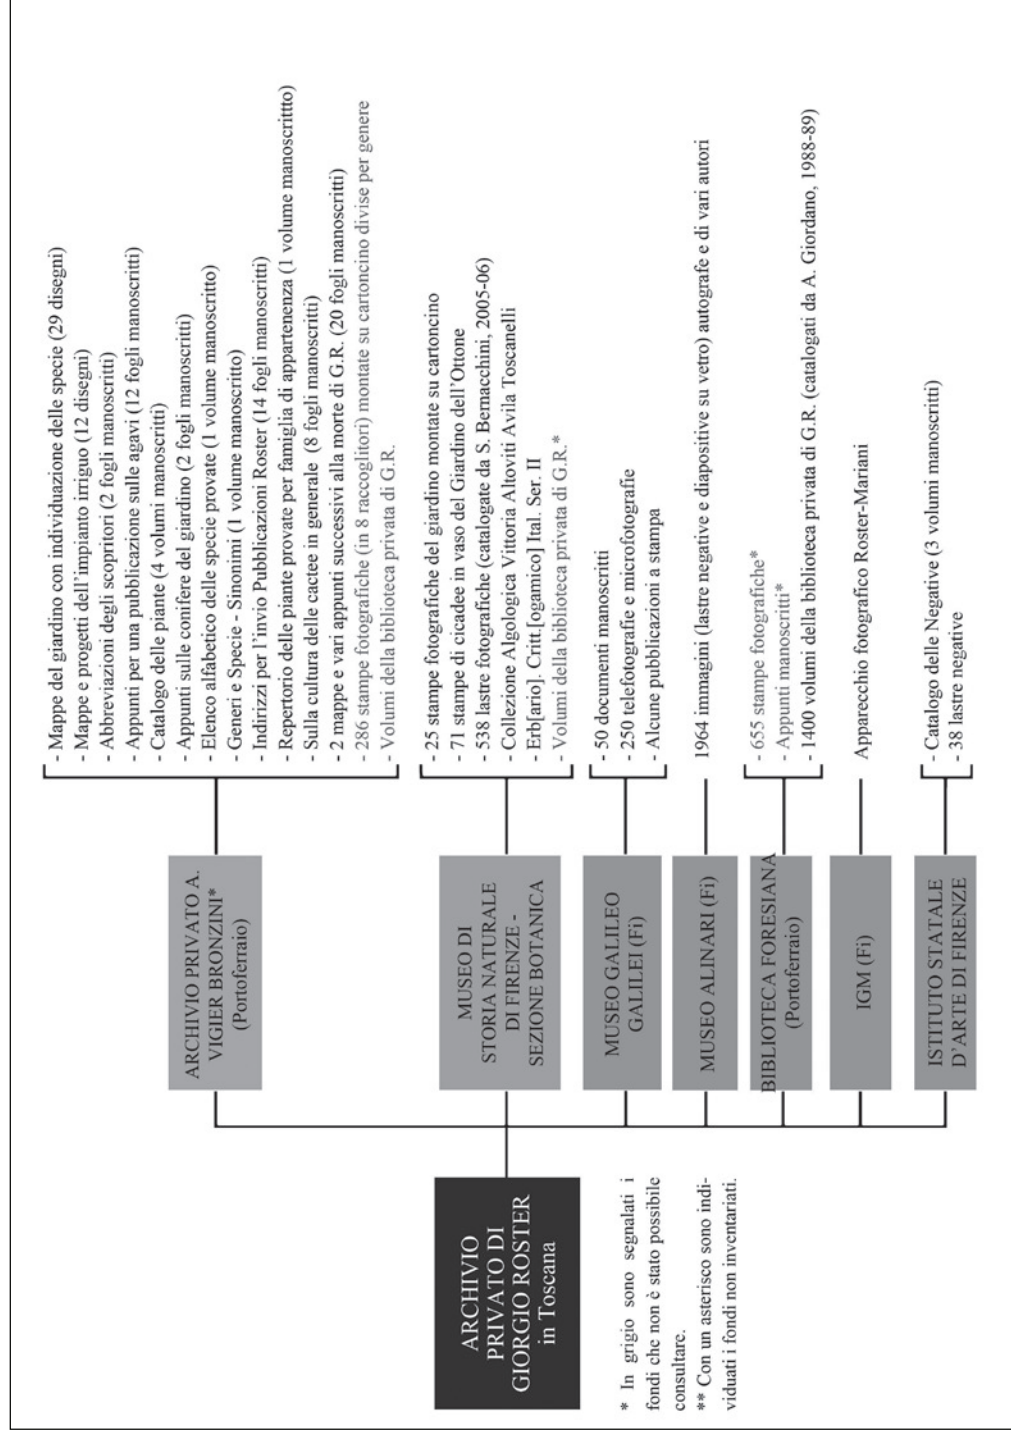 ARCHIVIO
PRIVATO DI
GIORGIO ROSTER
in Toscana
* In grigio sono segnalati i
fondi che non è stato possibile
consultare.
** Con un asterisco sono indi-
viduati i fondi non inventariati.
ARCHIVIO PRIVATO A.
VIGIER BRONZINI*
(Portoferraio)
- Mappe del giardino con individuazione delle specie (29 disegni)
- Mappe e progetti dell'impianto irriguo (12 disegni)
- Abbreviazioni degli scopritori (2 fogli manoscritti)
- Appunti per una pubblicazione sulle agavi (12 fogli manoscritti)
- Catalogo delle piante (4 volumi manoscritti)
- Appunti sulle conifere del giardino (2 fogli manoscritti)
- Elenco alfabetico delle specie provate (1 volume manoscritto)
- Generi e Specie - Sinonimi (1 volume manoscritto)
- Indirizzi per l'invio Pubblicazioni Roster (14 fogli manoscritti)
- Repertorio delle piante provate per famiglia di appartenenza (1 volume manoscrittto)
- Sulla cultura delle cactee in generale (8 fogli manoscritti)
- 2 mappe e vari appunti successivi alla morte di G.R. (20 fogli manoscritti)
- 286 stampe fotografiche (in 8 raccoglitori) montate su cartoncino divise per genere
- Volumi della biblioteca privata di G.R.
MUSEO DI
STORIA NATURALE
DI FIRENZE -
SEZIONE BOTANICA
- 25 stampe fotografiche del giardino montate su cartoncino
- 71 stampe di cicadee in vaso del Giardino dell'Ottone
- 538 lastre fotografiche (catalogate da S. Bernacchini, 2005-06)
- Collezione Algologica Vittoria Altoviti Avila Toscanelli
- Erb[ario]. Critt.[ogamico] Ital. Ser. II
- Volumi della biblioteca privata di G.R.*
MUSEO GALILEO
GALILEI (Fi)
- 50 documenti manoscritti
- 250 telefotografie e microfotografie
- Alcune pubblicazioni a stampa
MUSEO ALINARI (Fi)
1964 immagini (lastre negative e diapositive su vetro) autografe e di vari autori
BIBLIOTECA FORESIANA
(Portoferraio)
- 655 stampe fotografiche*
- Appunti manoscritti*
- 1400 volumi della biblioteca privata di G.R. (catalogati da A. Giordano, 1988-89)
IGM (Fi)
Apparecchio fotografico Roster-Mariani
ISTITUTO STATALE
D'ARTE DI FIRENZE
- Catalogo delle Negative (3 volumi manoscritti)
- 38 lastre negative